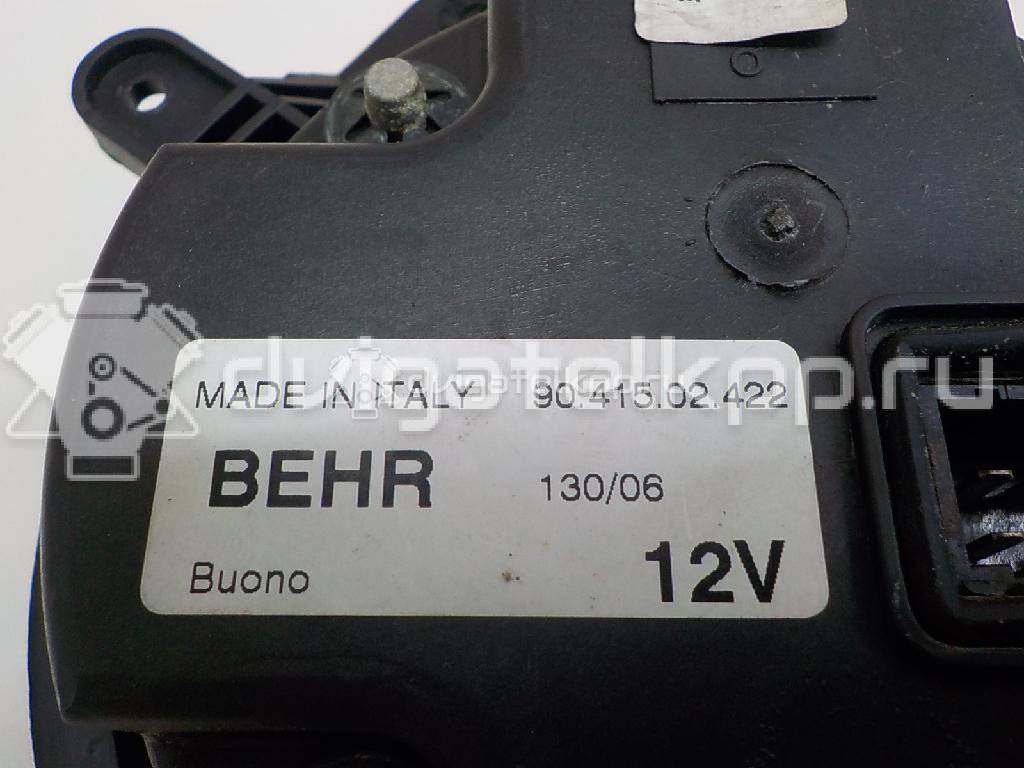 MADE IN ITALY 90.415.02.422
BEHR 130/06
Buono 12V
dvigatelkpp.ru